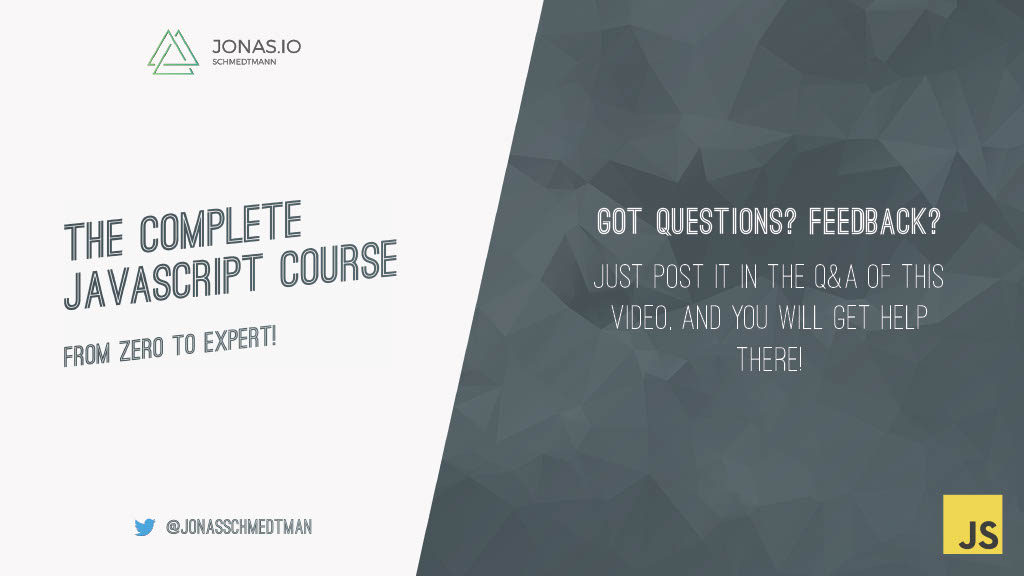 JONAS.IO
SCHMEDTMANN
THE COMPLETE
JAVASCRIPT COURSE
FROM ZERO TO EXPERT!
@JONASSCHMEDTMAN
GOT QUESTIONS? FEEDBACK?
JUST POST IT IN THE Q&A OF THIS
VIDEO, AND YOU WILL GET HELP
THERE!
JS